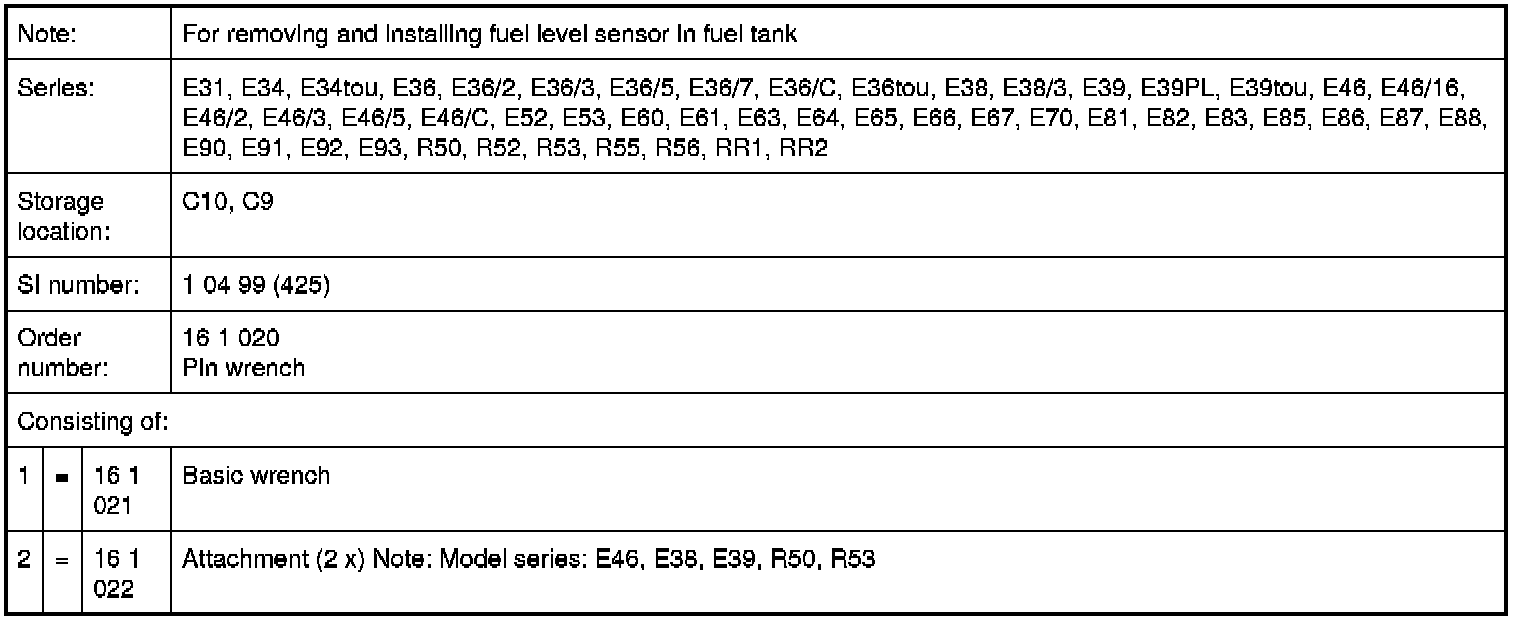 Note: For removing and installing fuel level sensor in fuel tank
Series: E31, E34, E34tou, E36, E36/2, E36/3, E36/5, E36/7, E36/C, E36tou, E38, E38/3, E39, E39PL, E39tou, E46, E46/16,
E46/2, E46/3, E46/5, E46/C, E52, E53, E60, E61, E63, E64, E65, E66, E67, E70, E81, E82, E83, E85, E86, E87, E88,
E90, E91, E92, E93, R50, R52, R53, R55, R56, RR1, RR2
Storage location: C10, C9
SI number: 1 04 99 (425)
Order number: 16 1 020
Pin wrench
Consisting of:
1 = 16 1 021 Basic wrench
2 = 16 1 022 Attachment (2 x) Note: Model series: E46, E38, E39, R50, R53